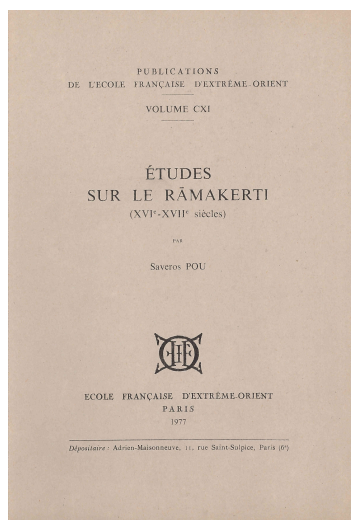 PUBLICATIONS
DE L'ECOLE FRANÇAISE D'EXTRÊME-ORIENT
VOLUME CXI
ÉTUDES
SUR LE RĀMAKERTI
(XVIᵉ-XVIIᵉ siècles)
PAR
Saveros POU
ECOLE FRANÇAISE D'EXTRÊME-ORIENT
PARIS
1977
Dépositaire : Adrien-Maisonneuve, 11, rue Saint-Sulpice, Paris (6ᵉ)